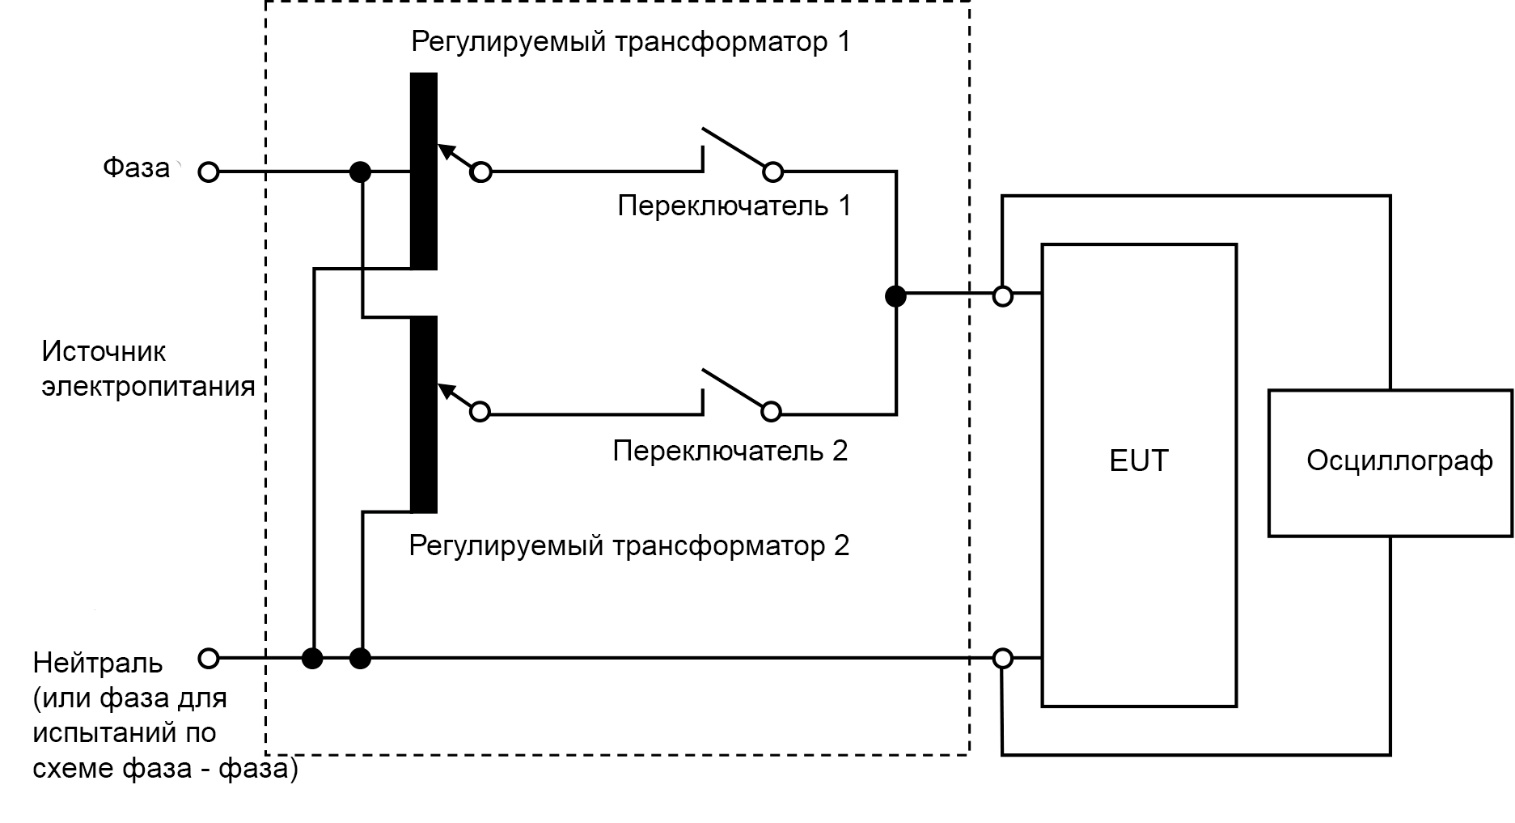 Регулируемый трансформатор 1
Фаза
Переключатель 1
Источник
электропитания
Переключатель 2
EUT
Осциллограф
Регулируемый трансформатор 2
Нейтраль
(или фаза для
испытаний по
схеме фаза - фаза)